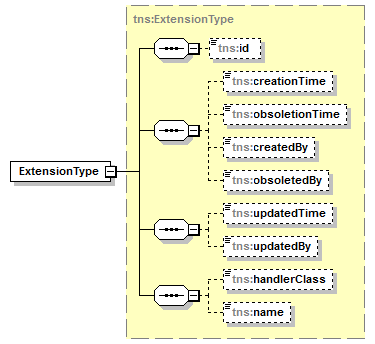 tns:ExtensionType
tns:id
tns:creationTime
tns:obsoletionTime
tns:createdBy
tns:obsoletedBy
ExtensionType
tns:updatedTime
tns:updatedBy
tns:handlerClass
tns:name